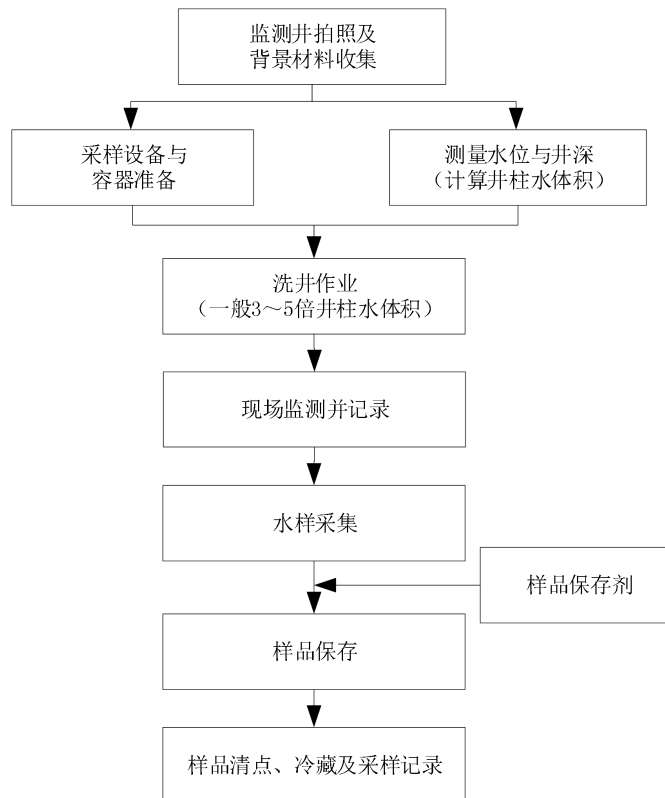 监测井拍照及
背景材料收集
采样设备与
容器准备
测量水位与井深
（计算井柱水体积）
洗井作业
（一般3～5倍井柱水体积）
现场监测并记录
水样采集
样品保存剂
样品保存
样品清点、冷藏及采样记录